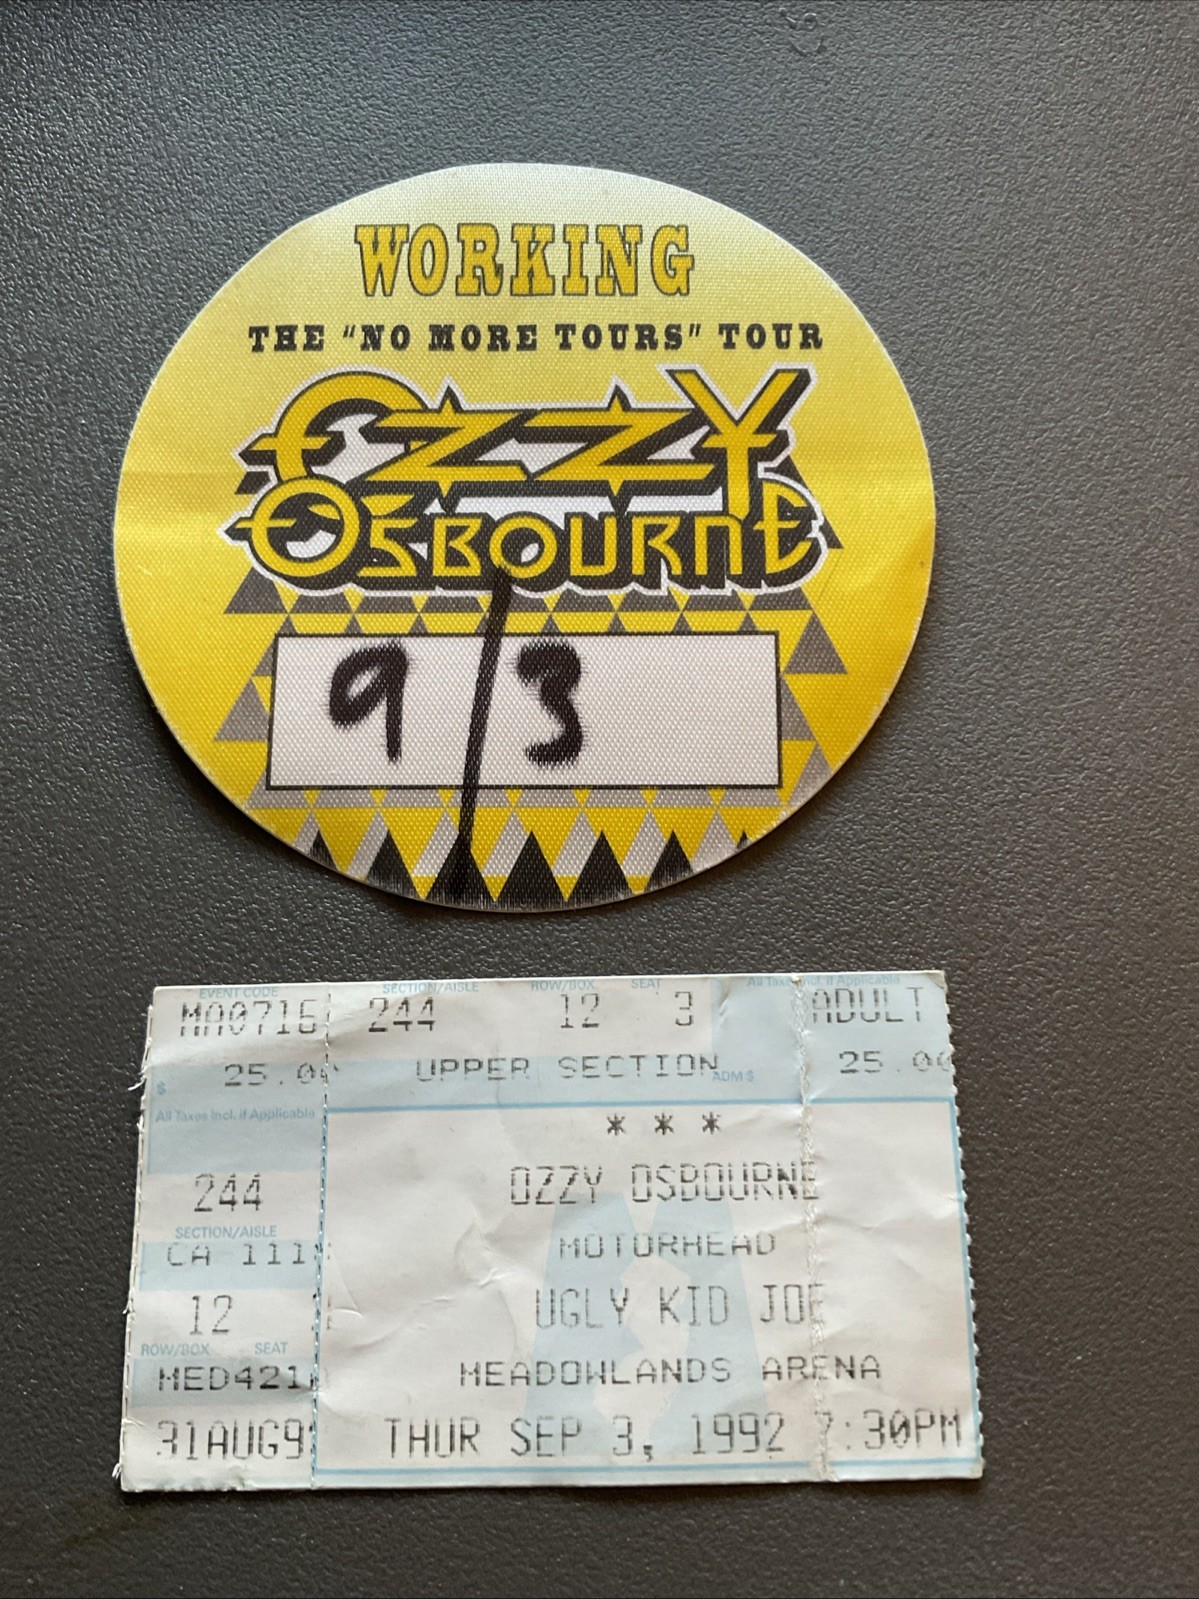 WORKING
THE "NO MORE TOURS" TOUR
OZZY
OSBOURNE
9/3
EVENT CODE SECTION/AISLE ROW/BOX SEAT All Taxes Incl. if Applicable
MA0716 244 12 3 ADULT
$ 25.00 UPPER SECTION ADM $ 25.00
All Taxes Incl. if Applicable
* * *
244 OZZY OSBOURNE
SECTION/AISLE
CA 111 MOTORHEAD
12 UGLY KID JOE
ROW/BOX SEAT
MED421 MEADOWLANDS ARENA
31AUG9 THUR SEP 3, 1992 7:30PM